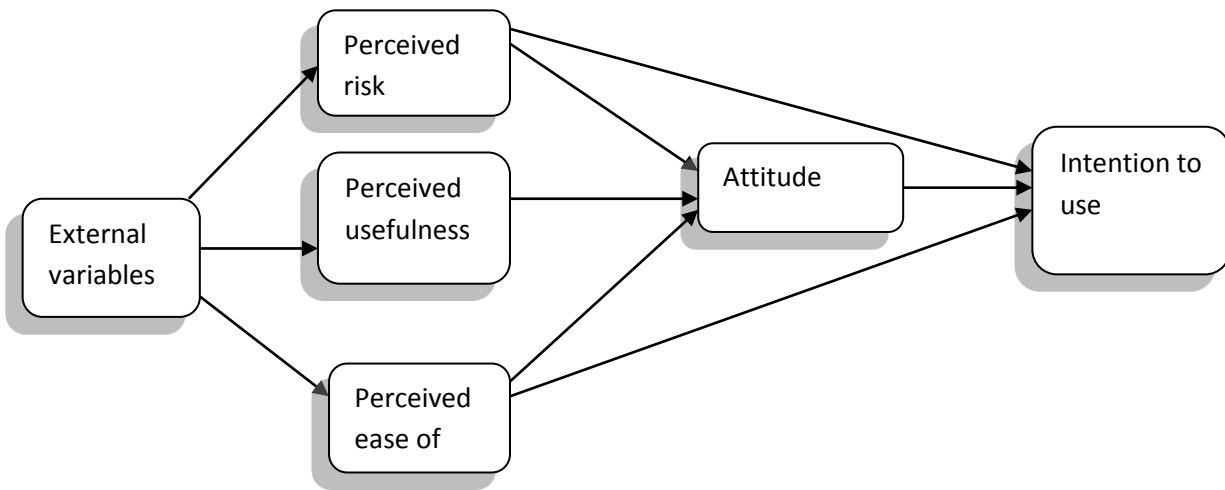 Perceived
risk
Perceived
usefulness
External
variables
Perceived
ease of
Attitude
Intention to
use